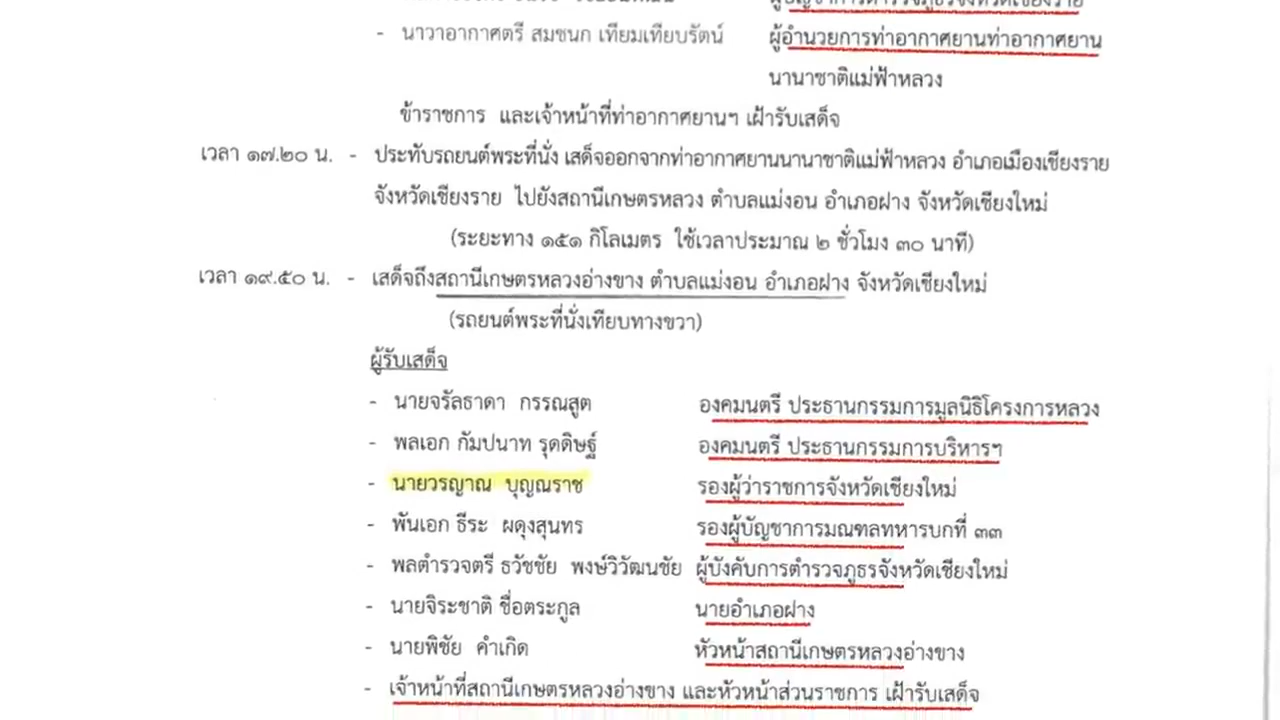 ผู้บัญชาการตำรวจภูธรจังหวัดเชียงราย
- นาวาอากาศตรี สมชนก เทียมเทียบรัตน์ ผู้อำนวยการท่าอากาศยานท่าอากาศยาน
นานาชาติแม่ฟ้าหลวง
ข้าราชการ และเจ้าหน้าที่ท่าอากาศยานฯ เฝ้ารับเสด็จ
เวลา ๑๗.๒๐ น. - ประทับรถยนต์พระที่นั่ง เสด็จออกจากท่าอากาศยานนานาชาติแม่ฟ้าหลวง อำเภอเมืองเชียงราย
จังหวัดเชียงราย ไปยังสถานีเกษตรหลวง ตำบลแม่งอน อำเภอฝาง จังหวัดเชียงใหม่
(ระยะทาง ๑๕๑ กิโลเมตร ใช้เวลาประมาณ ๒ ชั่วโมง ๓๐ นาที)
เวลา ๑๙.๕๐ น. - เสด็จถึงสถานีเกษตรหลวงอ่างขาง ตำบลแม่งอน อำเภอฝาง จังหวัดเชียงใหม่
(รถยนต์พระที่นั่งเทียบทางขวา)
ผู้รับเสด็จ
- นายจรัลธาดา กรรณสูต องคมนตรี ประธานกรรมการมูลนิธิโครงการหลวง
- พลเอก กัมปนาท รุดดิษฐ์ องคมนตรี ประธานกรรมการบริหารฯ
- นายวรญาณ บุญณราช รองผู้ว่าราชการจังหวัดเชียงใหม่
- พันเอก ธีระ ผดุงสุนทร รองผู้บัญชาการมณฑลทหารบกที่ ๓๓
- พลตำรวจตรี ธวัชชัย พงษ์วิวัฒนชัย ผู้บังคับการตำรวจภูธรจังหวัดเชียงใหม่
- นายจิระชาติ ซื่อตระกูล นายอำเภอฝาง
- นายพิชัย คำเกิด หัวหน้าสถานีเกษตรหลวงอ่างขาง
- เจ้าหน้าที่สถานีเกษตรหลวงอ่างขาง และหัวหน้าส่วนราชการ เฝ้ารับเสด็จ